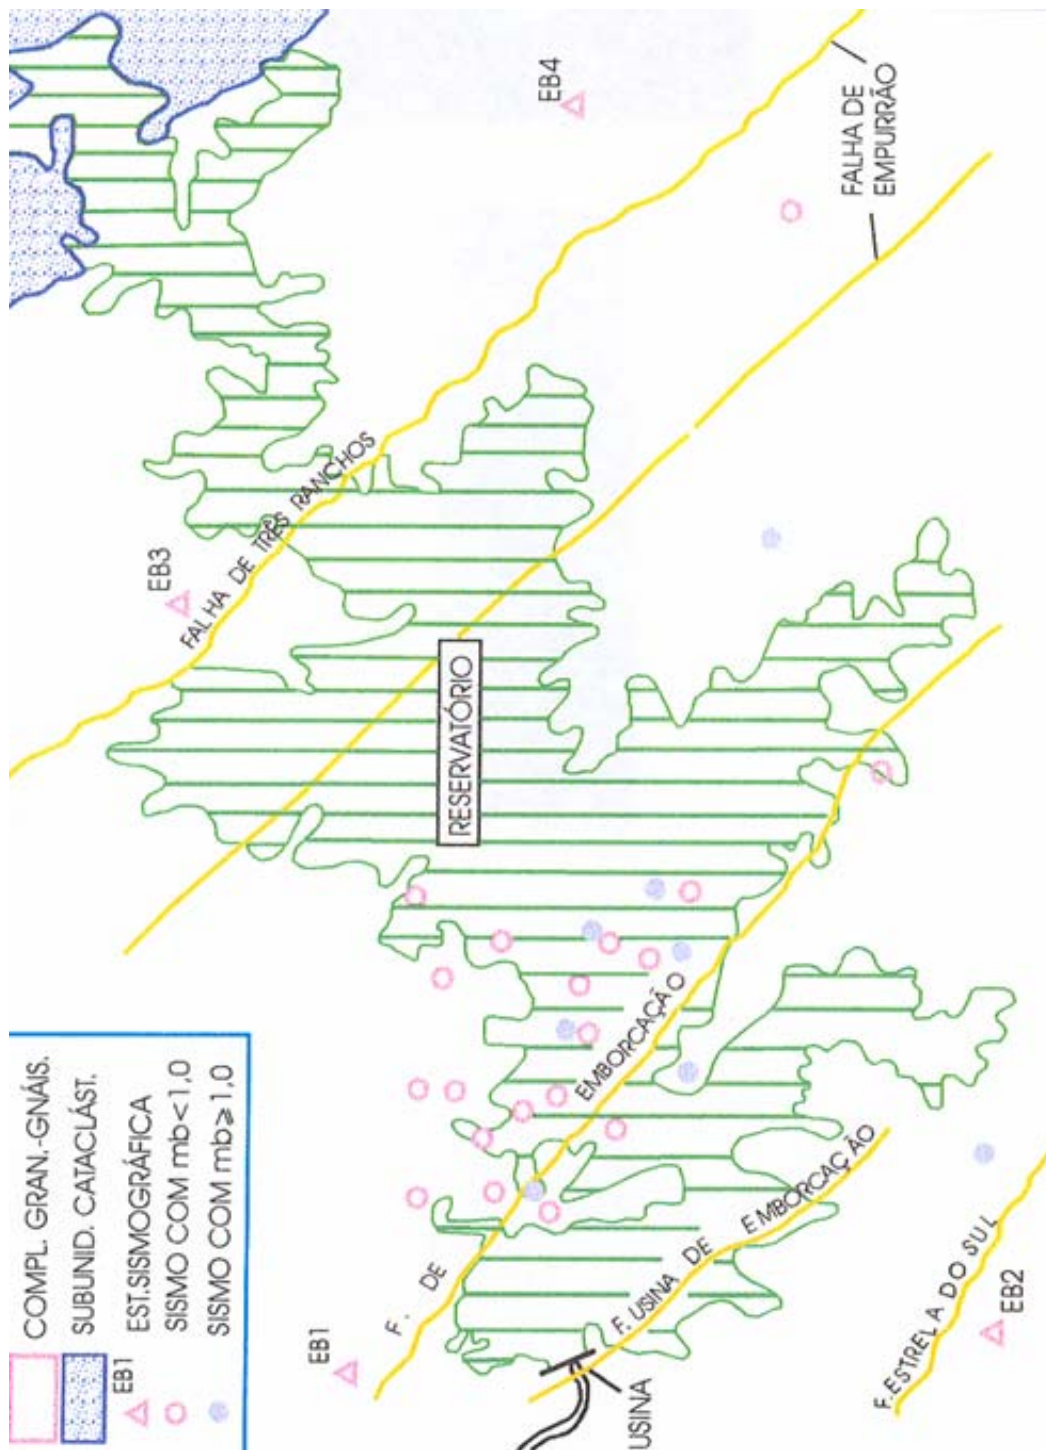 COMPL. GRAN.-GNÁIS.
SUBUNID. CATACLÁST.
EB1
EST.SISMOGRÁFICA
SISMO COM mb<1,0
SISMO COM mb⩾1,0
EB3
EB4
FALHA DE TRÊS RANCHOS
FALHA DE
EMPURRÃO
RESERVATÓRIO
EB1
F. DE EMBORCAÇÃO
F. USINA DE EMBORCAÇÃO
USINA
F. ESTRELA DO SUL
EB2